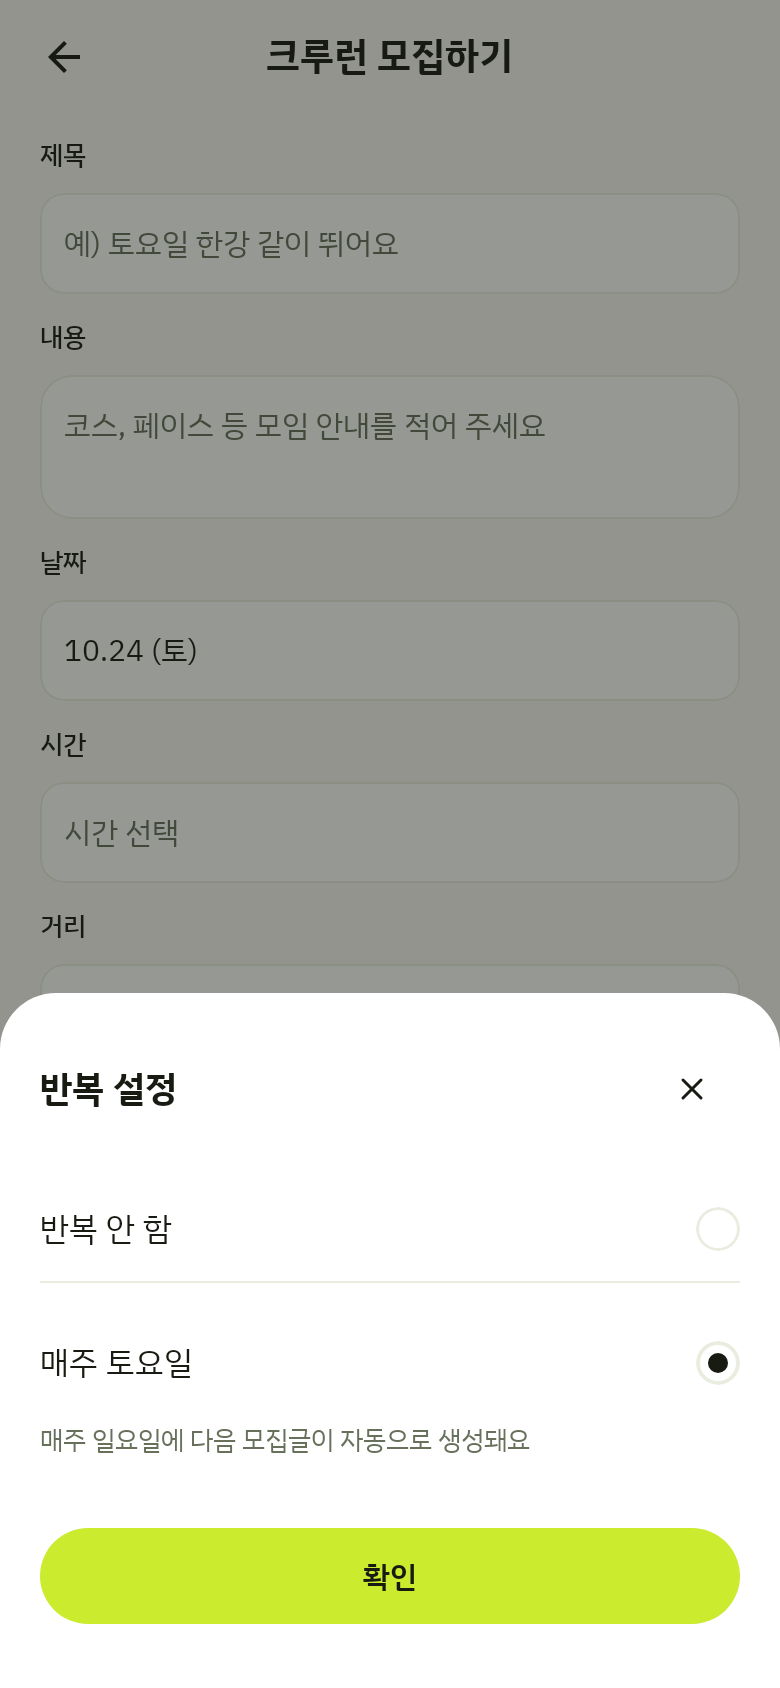 크루런 모집하기
제목
예) 토요일 한강 같이 뛰어요
내용
코스, 페이스 등 모임 안내를 적어 주세요
날짜
10.24 (토)
시간
시간 선택
거리
반복 설정
반복 안 함
매주 토요일
매주 일요일에 다음 모집글이 자동으로 생성돼요
확인